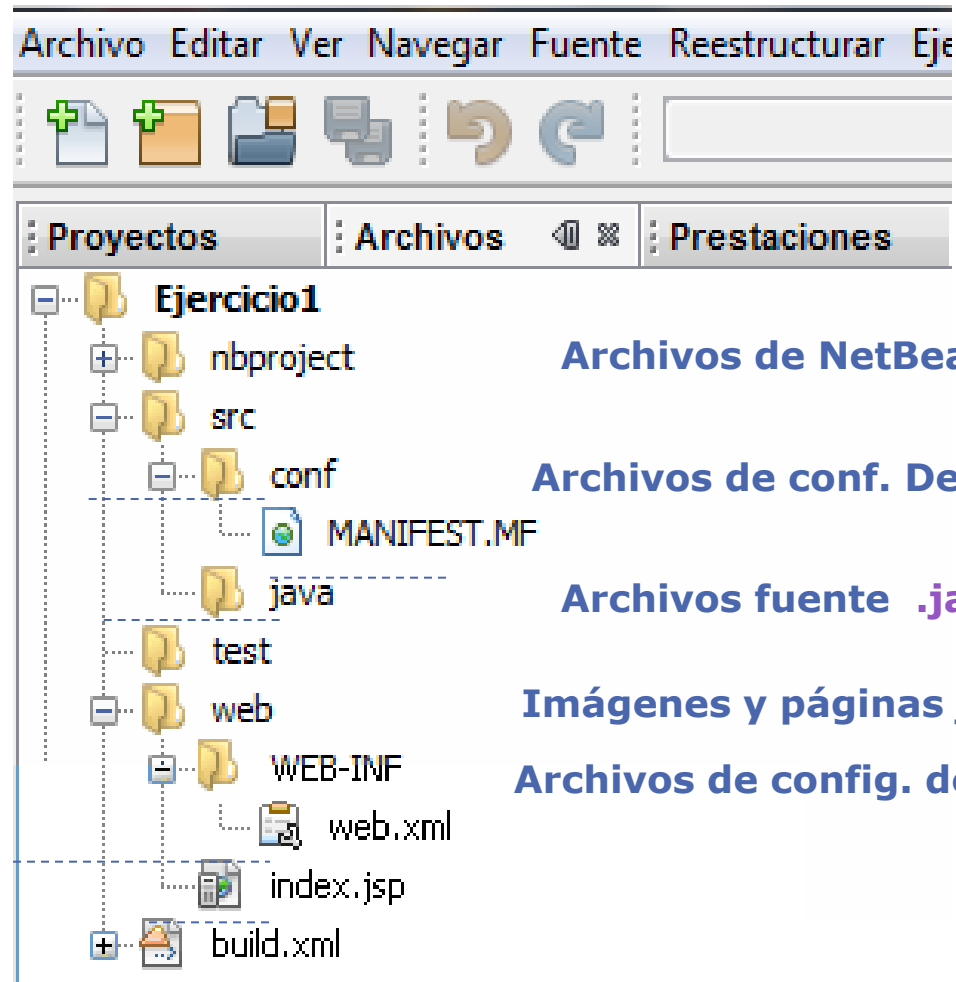 Archivo Editar Ver Navegar Fuente Reestructurar
Proyectos Archivos Prestaciones
Ejercicio1
nbproject Archivos de
src
conf Archivos de conf. De
MANIFEST.MF
java Archivos fuente
test
web Imágenes y páginas
WEB-INF Archivos de config.
web.xml
index.jsp
build.xml